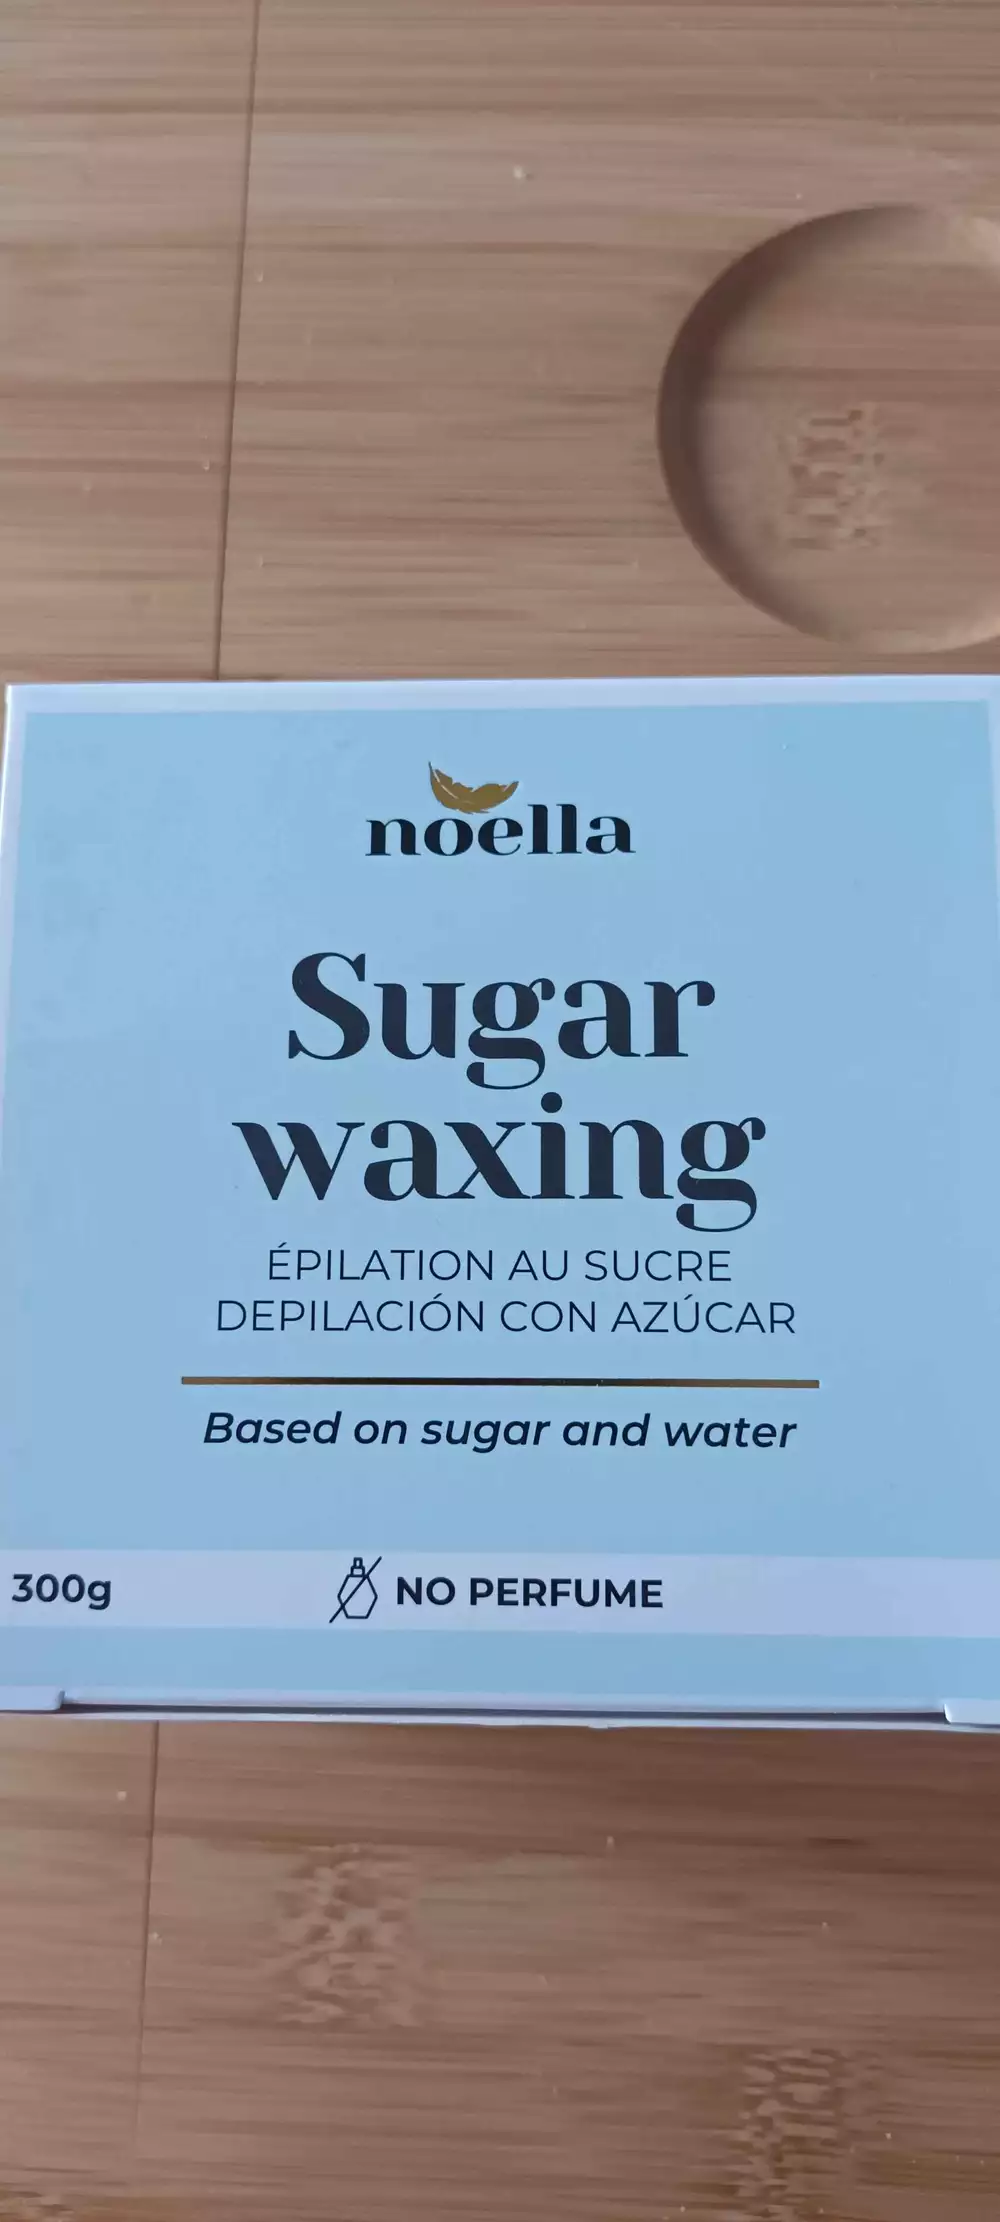 noella
Sugar
waxing
ÉPILATION AU SUCRE
DEPILACIÓN CON AZÚCAR
Based on sugar and water
300g NO PERFUME